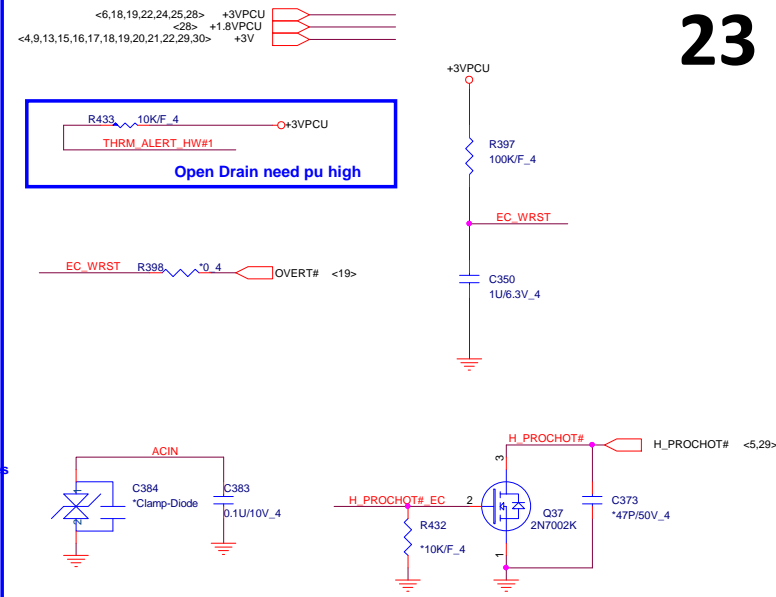 <6,18,19,22,24,25,28> +3VPCU
<28> +1.8VPCU
<4,9,13,15,16,17,18,19,20,21,22,29,30> +3V
23
+3VPCU
R433 10K/F_4
+3VPCU
THRM_ALERT_HW#1
Open Drain need pu high
R397
100K/F_4
EC_WRST
EC_WRST R398 *0_4
OVERT# <19>
C350
1U/6.3V_4
s
ACIN
1
2
C384
*Clamp-Diode
C383
0.1U/10V_4
H_PROCHOT#
H_PROCHOT# <5,29>
3
H_PROCHOT#_EC 2
R432
*10K/F_4
Q37
2N7002K
1
C373
*47P/50V_4